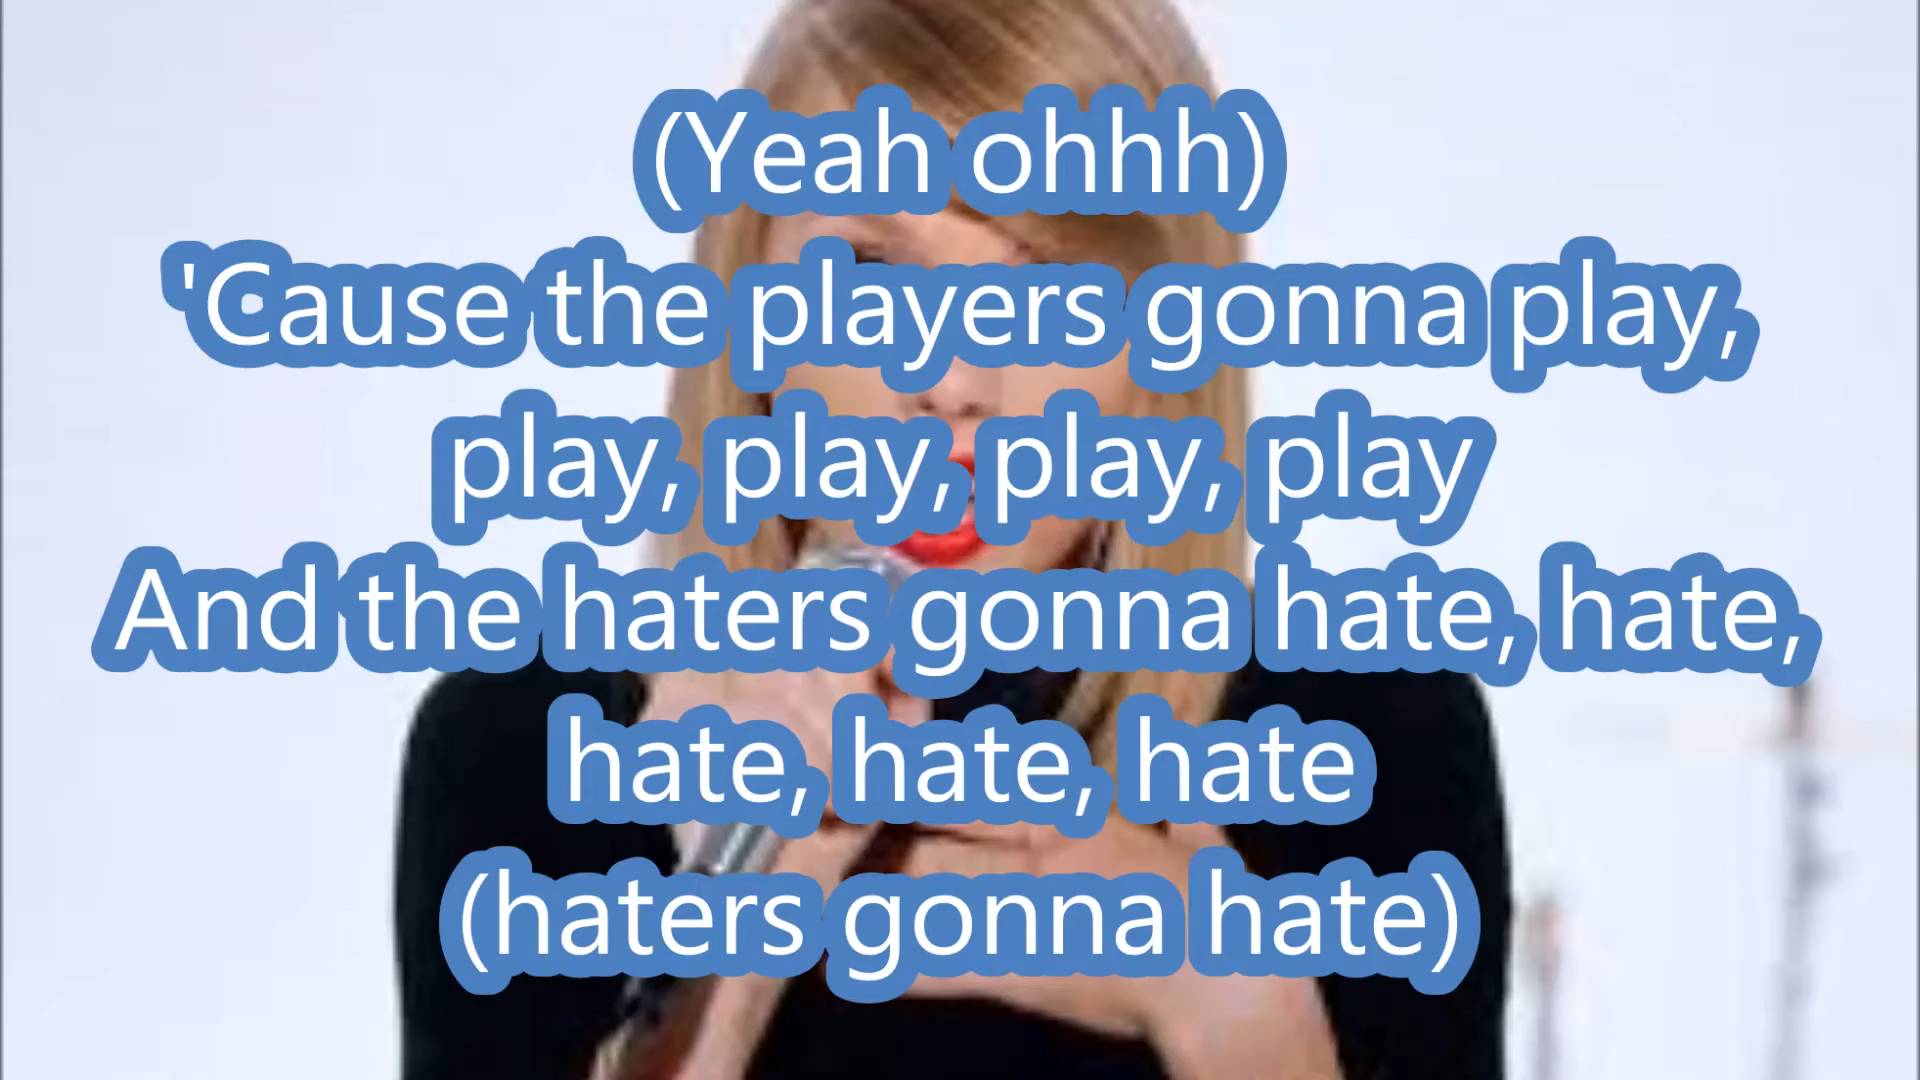 (Yeah ohhh)
'Cause the players gonna play,
play, play, play, play
And the haters gonna hate, hate,
hate, hate, hate
(haters gonna hate)